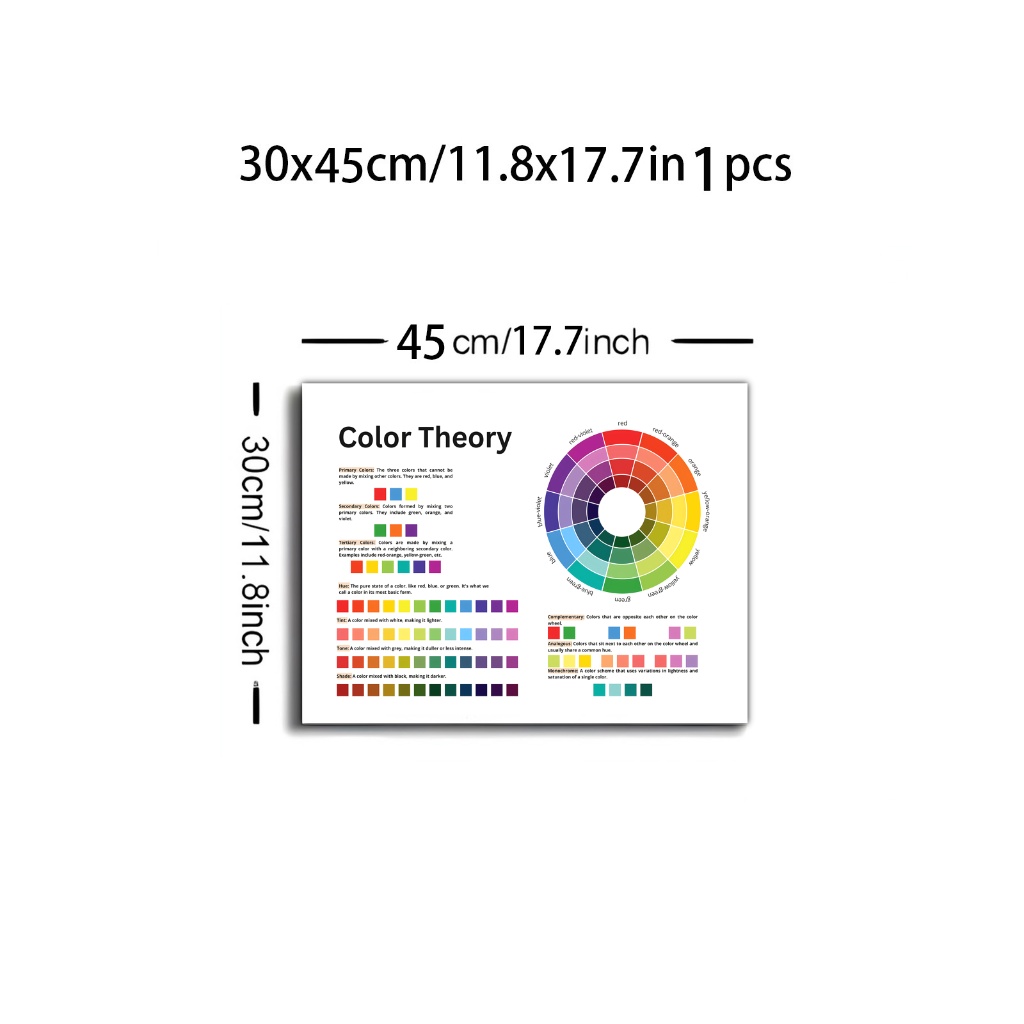 30x45cm/11.8x17.7in 1 pcs
45 cm/17.7inch
30cm/11.8inch
Color Theory
Primary Colors: The three colors that cannot be
made by mixing other colors. They are red, blue, and
yellow.
Secondary Colors: Colors formed by mixing two
primary colors. They include green, orange, and
violet.
Tertiary Colors: Colors are made by mixing a
primary color with a neighboring secondary color.
Examples include red-orange, yellow-green, etc.
Hue: The pure state of a color, like red, blue, or green. It's what we
call a color in its most basic form.
Tint: A color mixed with white, making it lighter.
Tone: A color mixed with grey, making it duller or less intense.
Shade: A color mixed with black, making it darker.
red
red-orange
orange
yellow-orange
yellow
yellow-green
green
blue-green
blue
blue-violet
violet
red-violet
Complementary: Colors that are opposite each other on the color
wheel.
Analogous: Colors that sit next to each other on the color wheel and
usually share a common hue.
Monochrome: A color scheme that uses variations in lightness and
saturation of a single color.